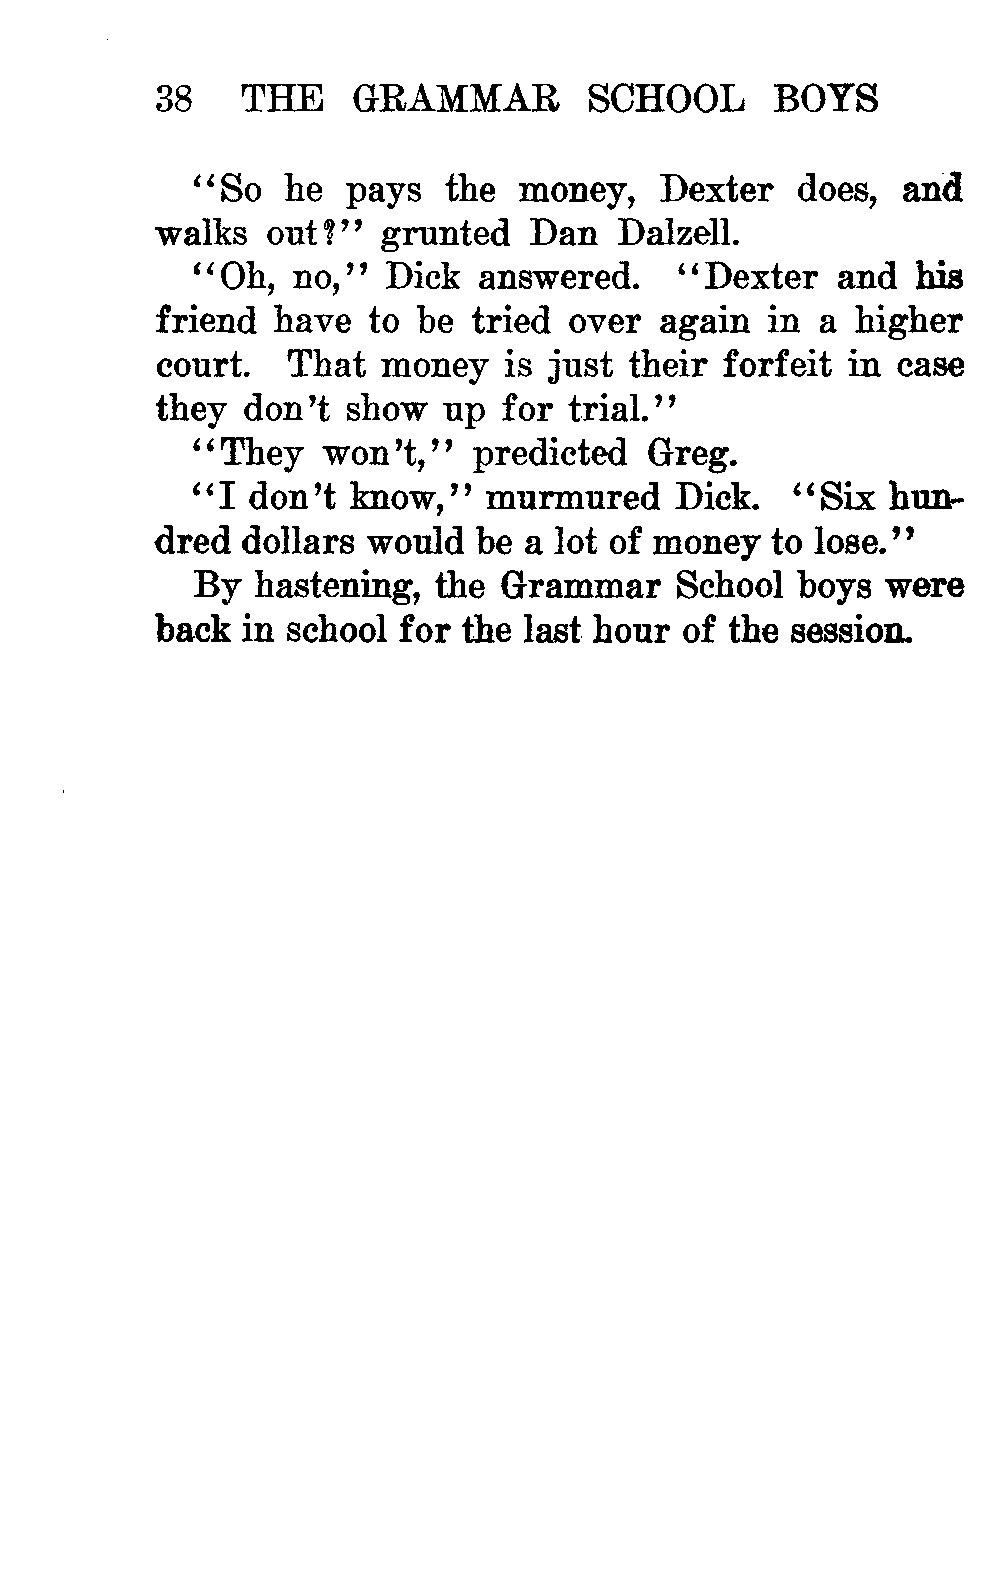 38 THE GRAMMAR SCHOOL BOYS
“So he pays the money, Dexter does, and
walks out?” grunted Dan Dalzell.
“Oh, no,” Dick answered. “Dexter and his
friend have to be tried over again in a higher
court. That money is just their forfeit in case
they don’t show up for trial.”
“They won’t,” predicted Greg.
“I don’t know,” murmured Dick. “Six hun-
dred dollars would be a lot of money to lose.”
By hastening, the Grammar School boys were
back in school for the last hour of the session.